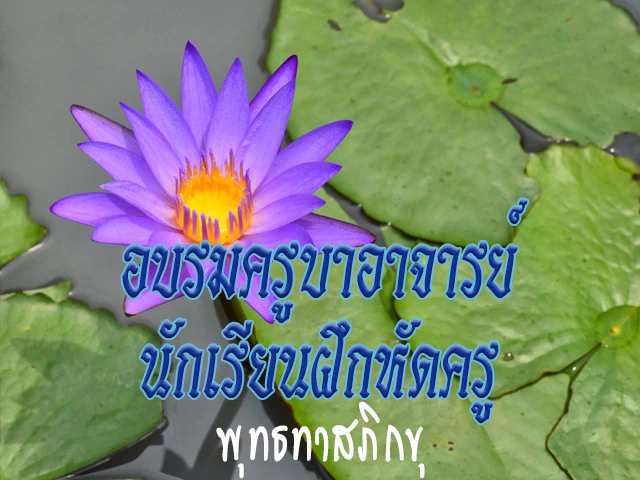 อบรมครูบาอาจารย์
นักเรียนฝึกหัดครู
พุทธทาสภิกขุ